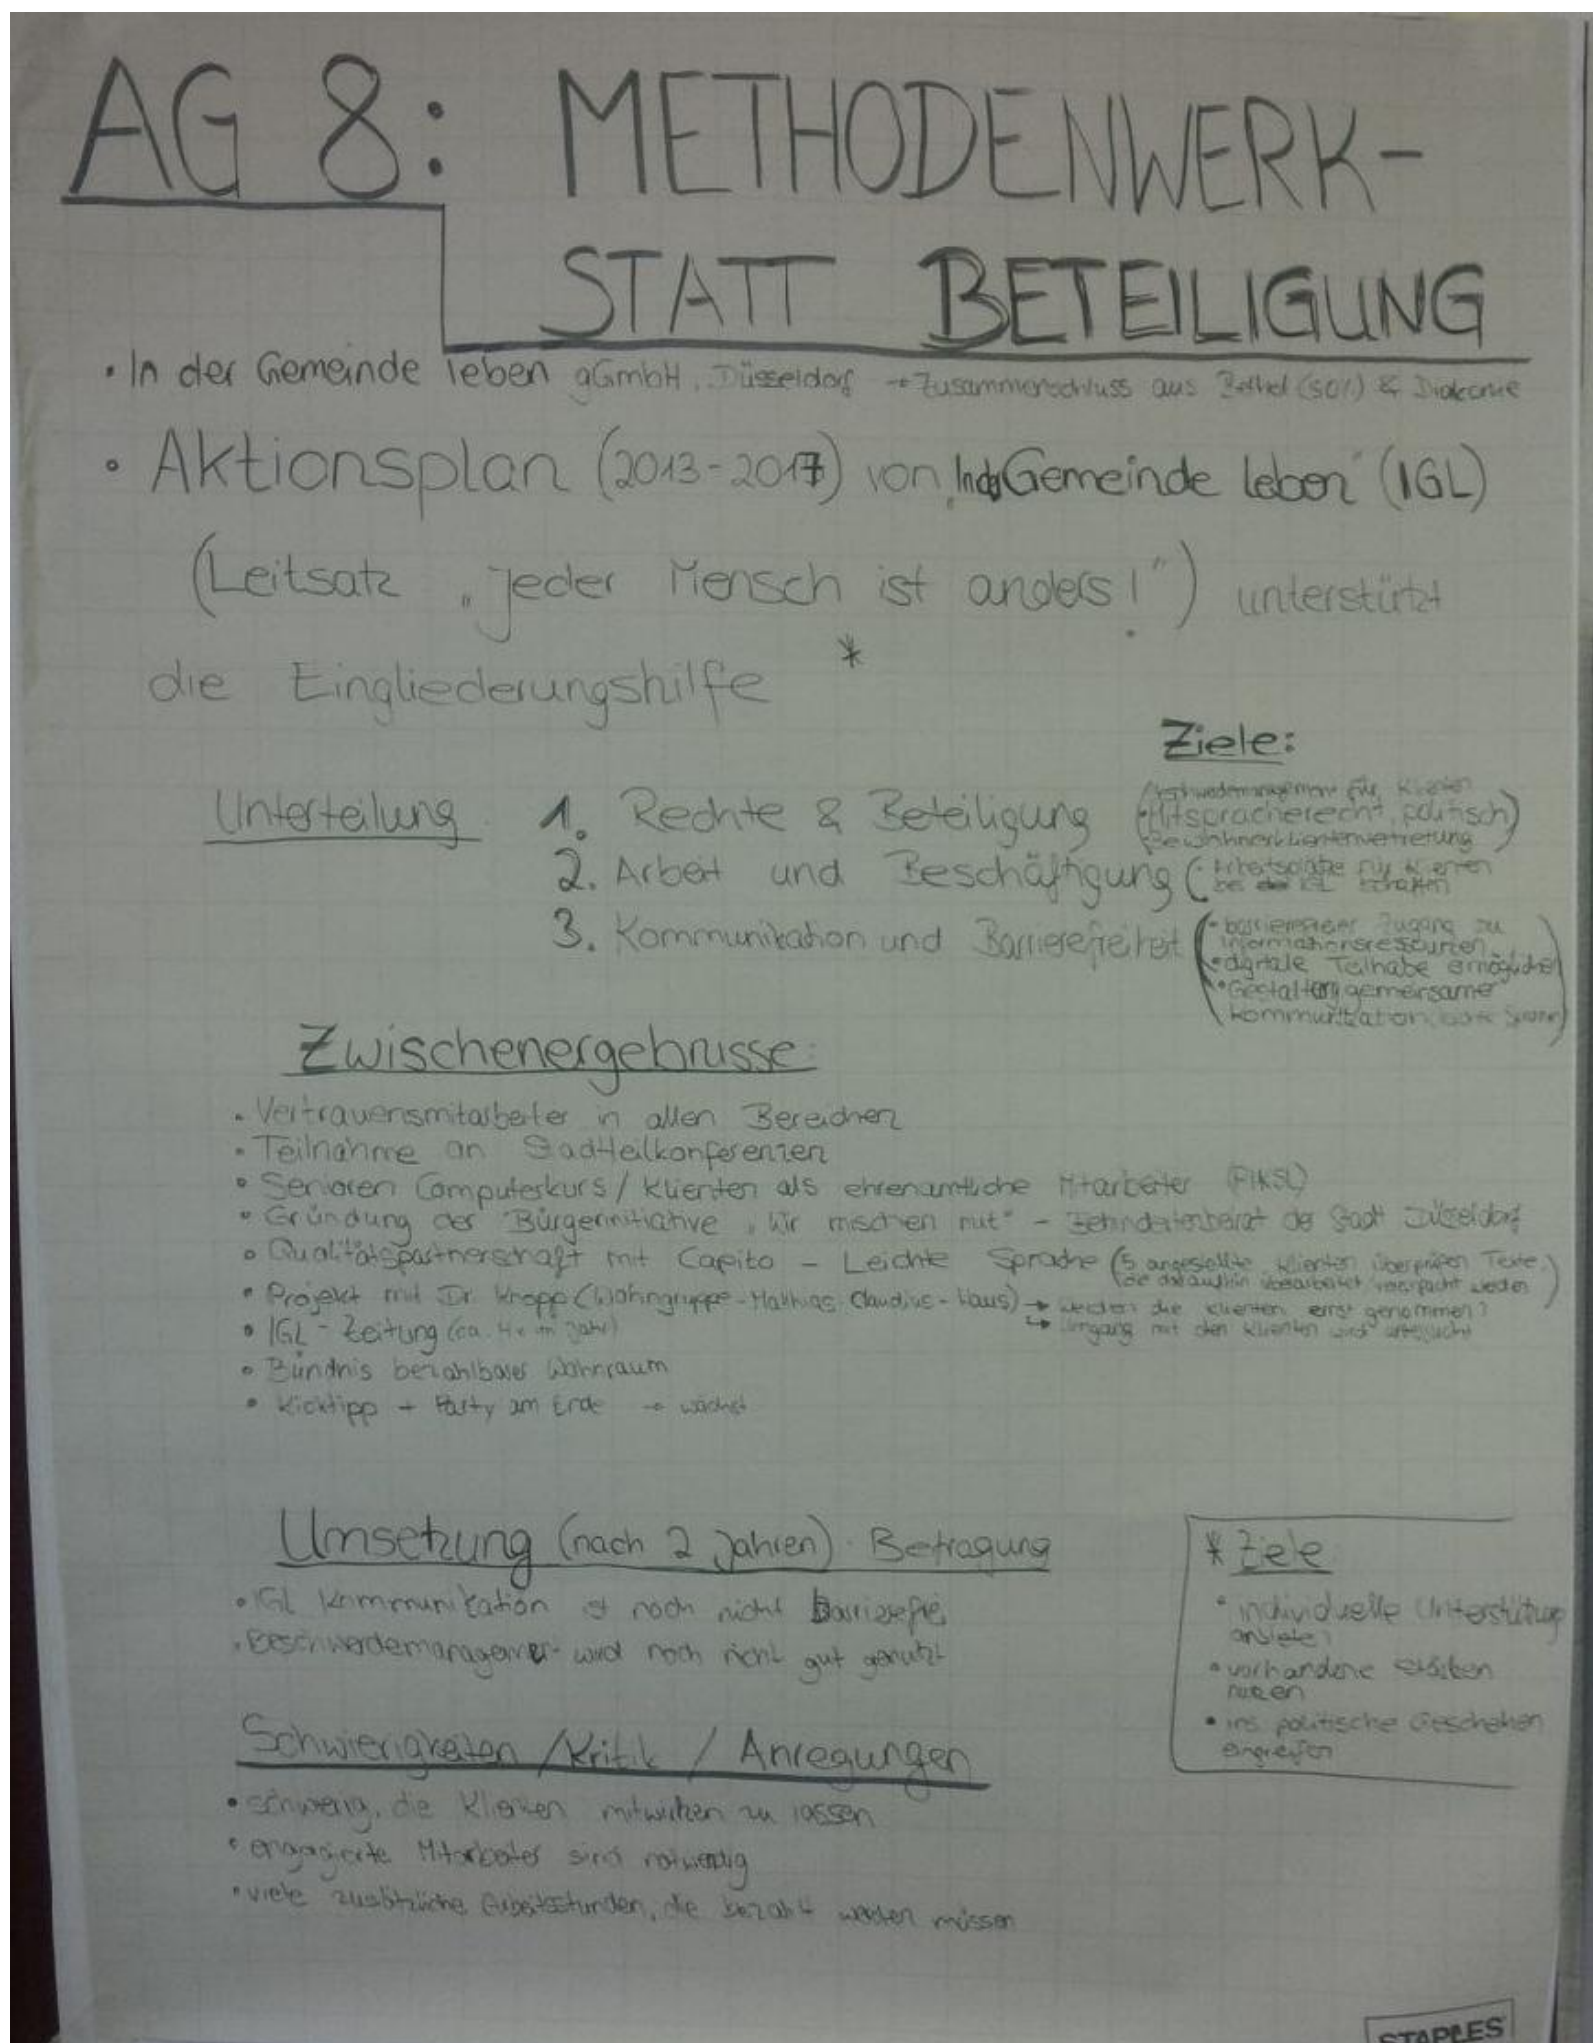 AG 8: METHODENWERK-
STATT BETEILIGUNG
• In der Gemeinde leben gGmbH, Düsseldorf → Zusammenschluss aus Bethel (50%) & Diakonie
• Aktionsplan (2013-2017) von „In der Gemeinde leben" (IGL)
(Leitsatz „jeder Mensch ist anders!") unterstützt
die Eingliederungshilfe *
Ziele:
Unterteilung 1. Rechte & Beteiligung
(Beschwerdemanagement für Klienten
• Mitspracherecht, politisch)
Bewohner/Klientenvertretung
2. Arbeit und Beschäftigung
(• Arbeitsplätze für Klienten
bei IGL schaffen
3. Kommunikation und Barrierefreiheit
(• barrierefreier Zugang zu
Informationsressourcen
• digitale Teilhabe ermöglichen
• Gestaltung gemeinsamer
Kommunikation,
Zwischenergebnisse:
• Vertrauensmitarbeiter in allen Bereichen
• Teilnahme an Stadtteilkonferenzen
• Senioren Computerkurs / Klienten als ehrenamtliche Mitarbeiter (PIKSL)
• Gründung der Bürgerinitiative „Wir mischen mit" - Behindertenbeirat der Stadt Düsseldorf
• Qualitätspartnerschaft mit Capito - Leichte Sprache (5 angestellte Klienten überprüfen Texte,
die daraufhin überarbeitet werden)
• Projekt mit Dr. Knopp (Wohngruppe-Mathias-Claudius-Haus) → werden die Klienten ernst genommen?
↳ Umgang mit den Klienten wird untersucht
• IGL - Zeitung (ca. 4x im Jahr)
• Bündnis bezahlbarer Wohnraum
• Kicktipp + Party am Ende → wächst
Umsetzung (nach 2 Jahren) Befragung
• IGL Kommunikation ist noch nicht Barrierefrei
• Beschwerdemanagement wird noch nicht gut genutzt
* Ziele
• individuelle Unterstützung
anbieten
• vorhandene Stärken
nutzen
• ins politische Geschehen
eingreifen
Schwierigkeiten / Kritik / Anregungen
• schwierig, die Klienten mitwirken zu lassen
• engagierte Mitarbeiter sind notwendig
• viele zusätzliche Arbeitsstunden, die bezahlt werden müssen
STAPLES